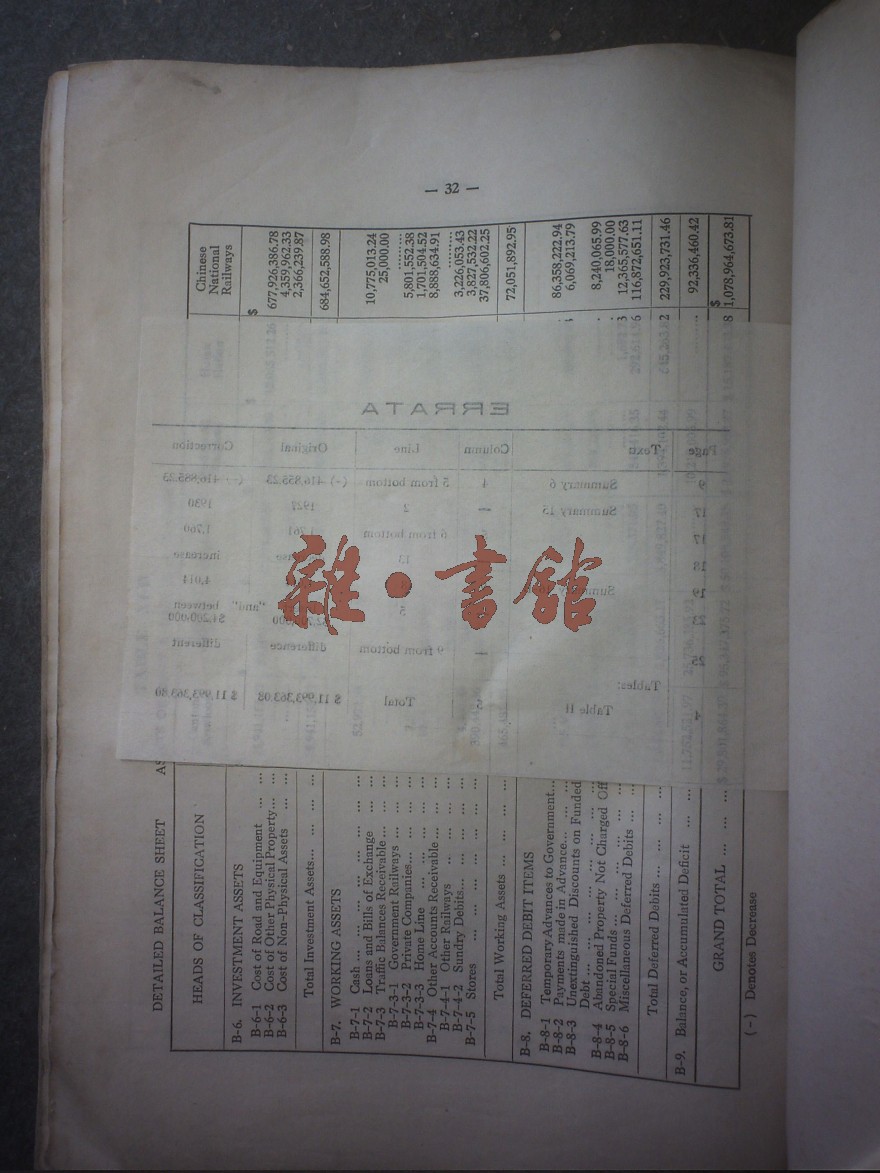 — 32 —
DETAILED BALANCE SHEET
HEADS OF CLASSIFICATION
Chinese
National
Railways
$
B-6. INVESTMENT ASSETS
B-6-1 Cost of Road and Equipment ... ... 677,926,386.78
B-6-2 Cost of Other Physical Property... ... 4,359,962.33
B-6-3 Cost of Non-Physical Assets ... ... 2,366,239.87
Total Investment Assets... ... ... ... 684,652,588.98
B-7. WORKING ASSETS
B-7-1 Cash ... ... ... ... ... ... ... 10,775,013.24
B-7-2 Loans and Bills of Exchange 25,000.00
B-7-3 Traffic Balances Receivable ... ... ...
B-7-3-1 Government Railways ... ... ... 5,801,552.38
B-7-3-2 Private Companies... ... ... ... 1,701,504.52
B-7-3-3 Home Line ... ... ... ... 8,888,634.91
B-7-4 Other Accounts Receivable ... ... ...
B-7-4-1 Other Railways ... ... ... ... 3,226,053.43
B-7-4-2 Sundry Debits... ... ... ... 3,827,532.22
B-7-5 Stores ... ... ... ... ... 37,806,602.25
Total Working Assets ... ... ... ... 72,051,892.95
B-8. DEFERRED DEBIT ITEMS
B-8-1 Temporary Advances to Government... 86,358,222.94
B-8-2 Payments made in Advance... ... ... 6,069,213.79
B-8-3 Unextinguished Discounts on Funded
Debt ... ... ... ... ... ... 8,240,065.99
B-8-4 Abandoned Property Not Charged Off 18,000.00
B-8-5 Special Funds ... ... ... ... ... 12,365,577.63
B-8-6 Miscellaneous Deferred Debits ... ... 116,872,651.11
Total Deferred Debits ... ... ... ... 229,923,731.46
B-9. Balance, or Accumulated Deficit ... ... 92,336,460.42
GRAND TOTAL ... ... ... $ 1,078,964,673.81
(-) Denotes Decrease
ERRATA
Page Text: Column Line Original Correction
9 Summary 6 4 5 from bottom (-) 416,855.23 (-) 416,885.23
17 Summary 15 — 2 1922 1930
17 6 from bottom 1,761 1,760
18 13 increase
19 4,014
23 5 "and" between
$4,200,000
25 — 9 from bottom difference different
Tables:
4 Table II Total $ 11,993,363.08 $ 11,993,363.80
雜·書館